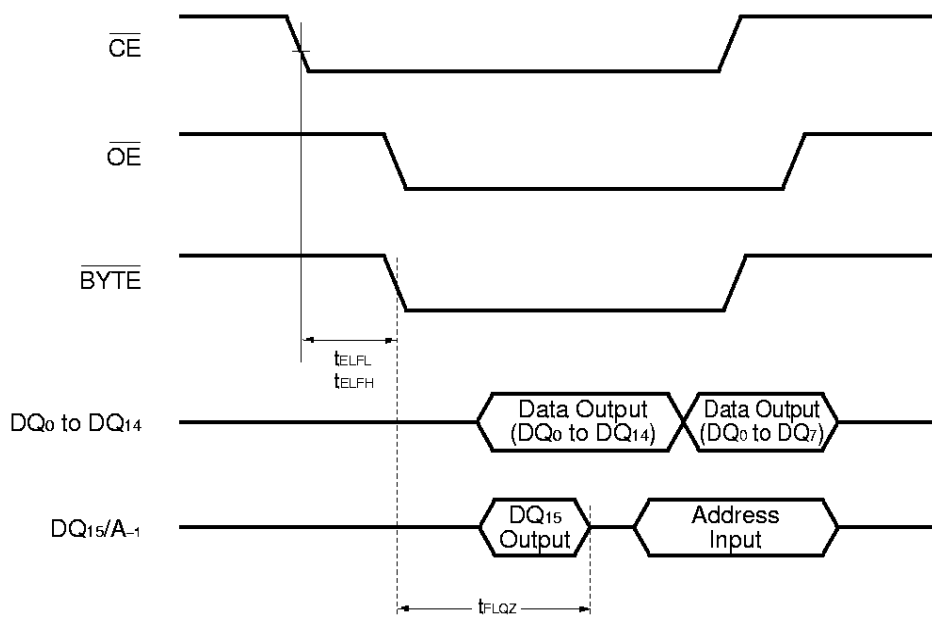 CE
OE
BYTE
tELFL
tELFH
DQ0 to DQ14
Data Output
(DQ0 to DQ14)
Data Output
(DQ0 to DQ7)
DQ15/A-1
DQ15
Output
Address
Input
tFLQZ